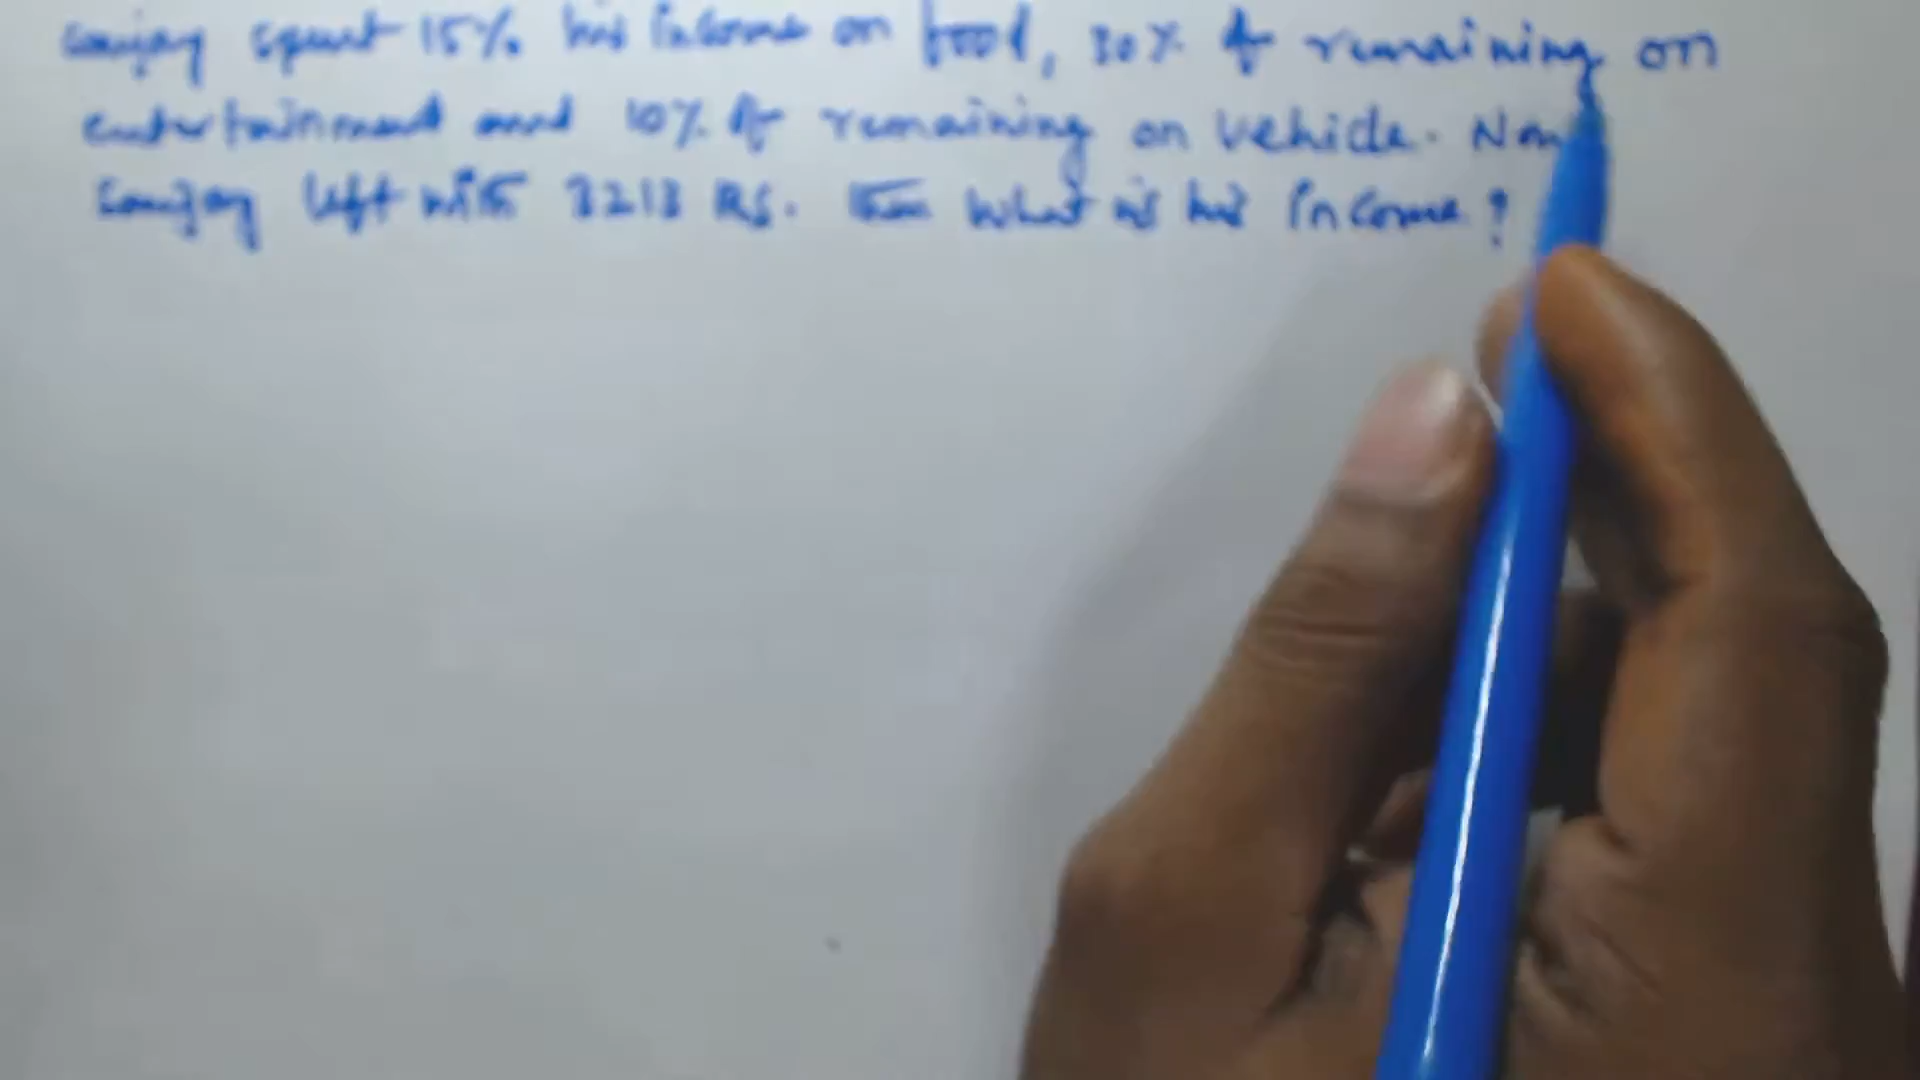 Sanjay spent 15% his income on food, 30% of remaining on
entertainment and 10% of remaining on vehicle. Now
Sanjay left with 3213 Rs. What is his income?